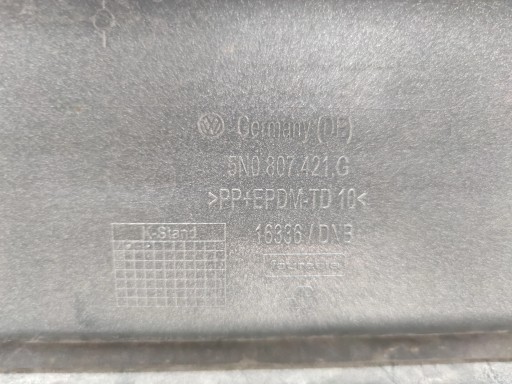 Germany (DE)
5N0.807.421.G
>PP+EPDM-TD 10<
16336 / DNB
K-Stand